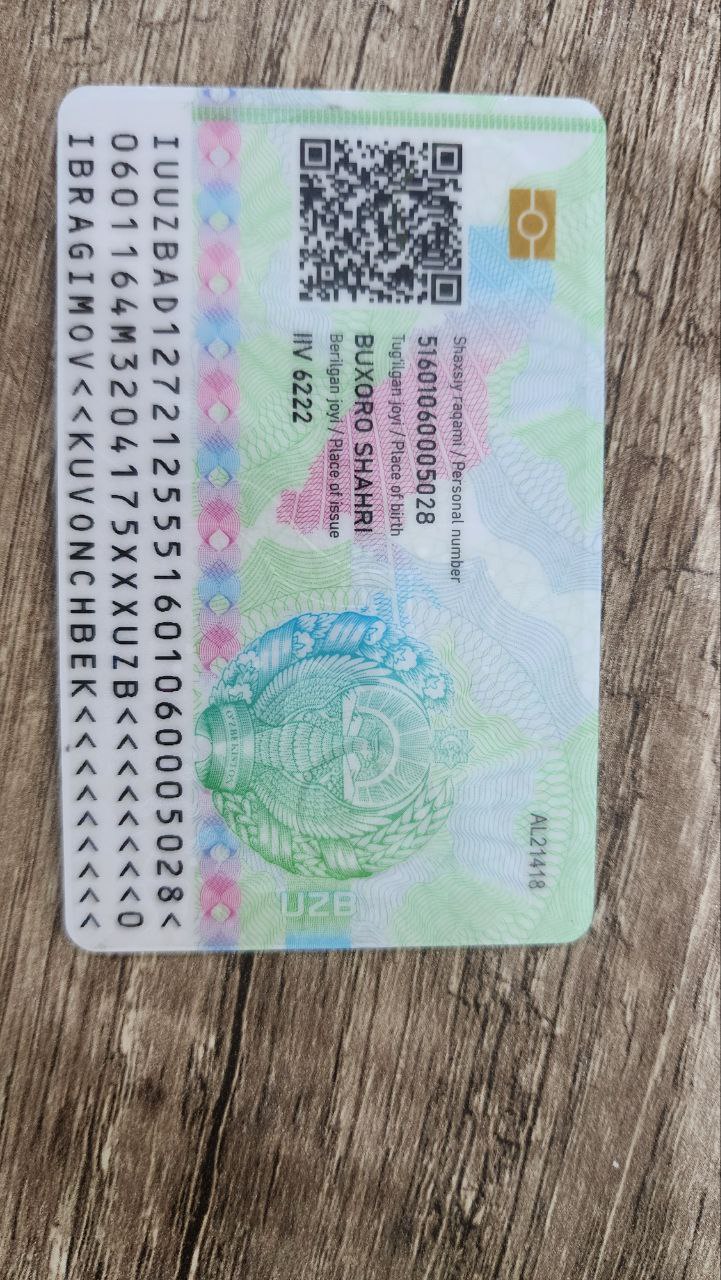 AL21418
Shaxsiy raqami / Personal number
51601060005028
Tug'ilgan joyi / Place of birth
BUXORO SHAHRI
Berilgan joyi / Place of issue
IIV 6222
O'ZBEKISTON
UZB
IUUZBAD1272125551601060005028<
0601164M3204175XXXUZB<<<<<<<<0
IBRAGIMOV<<KUVONCHBEK<<<<<<<<<